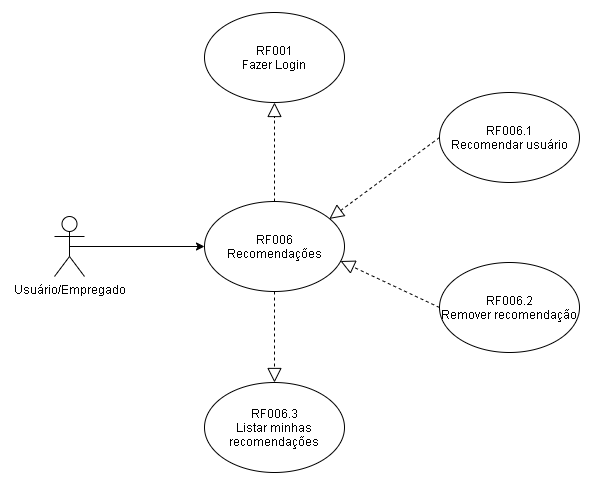 RF001
Fazer Login
RF006.1
Recomendar usuário
RF006
Recomendações
Usuário/Empregado
RF006.2
Remover recomendação
RF006.3
Listar minhas
recomendações